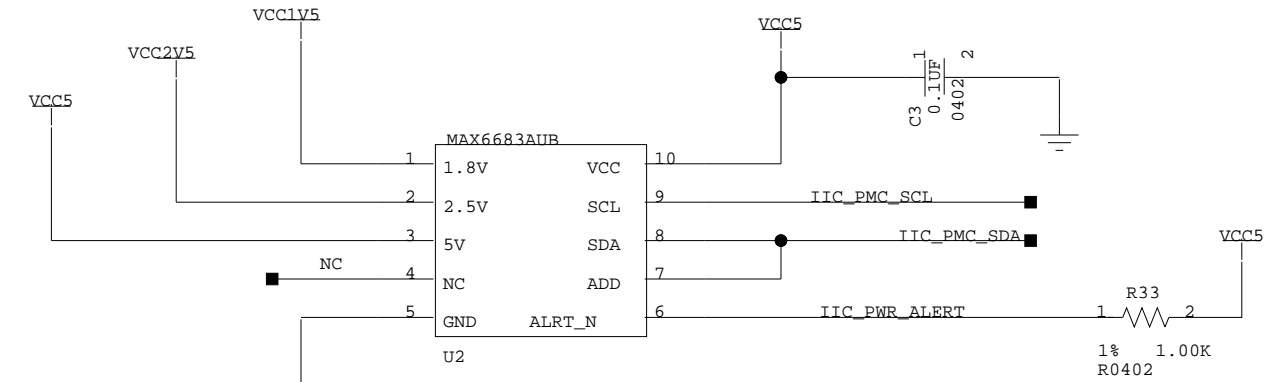 VCC1V5
VCC5
VCC2V5
VCC5
1 2
C3
0.1UF
0402
MAX6683AUB
1 1.8V VCC 10
2 2.5V SCL 9 IIC_PMC_SCL
3 5V SDA 8 IIC_PMC_SDA
VCC5
NC 4 NC ADD 7
5 GND ALRT_N 6 IIC_PWR_ALERT 1 R33 2
U2
1% 1.00K
R0402